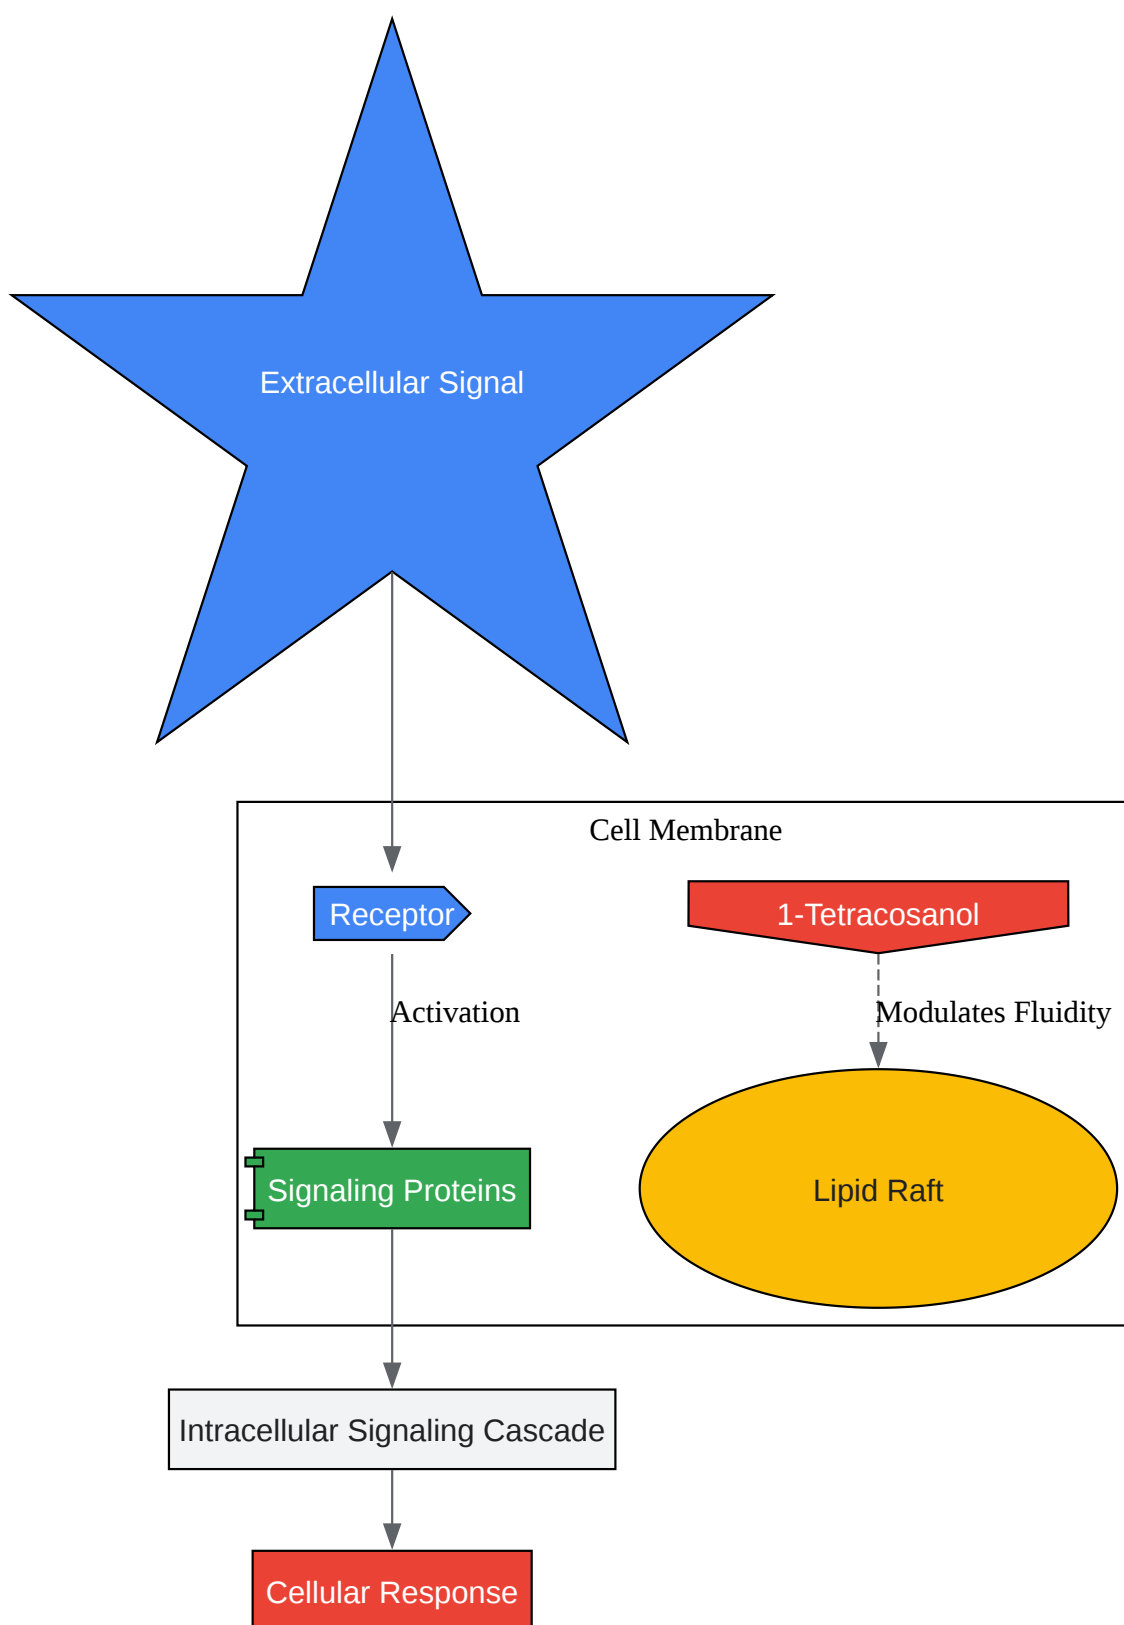 Extracellular Signal
Cell Membrane
Receptor
1-Tetracosanol
Activation
Modulates Fluidity
Signaling Proteins
Lipid Raft
Intracellular Signaling Cascade
Cellular Response